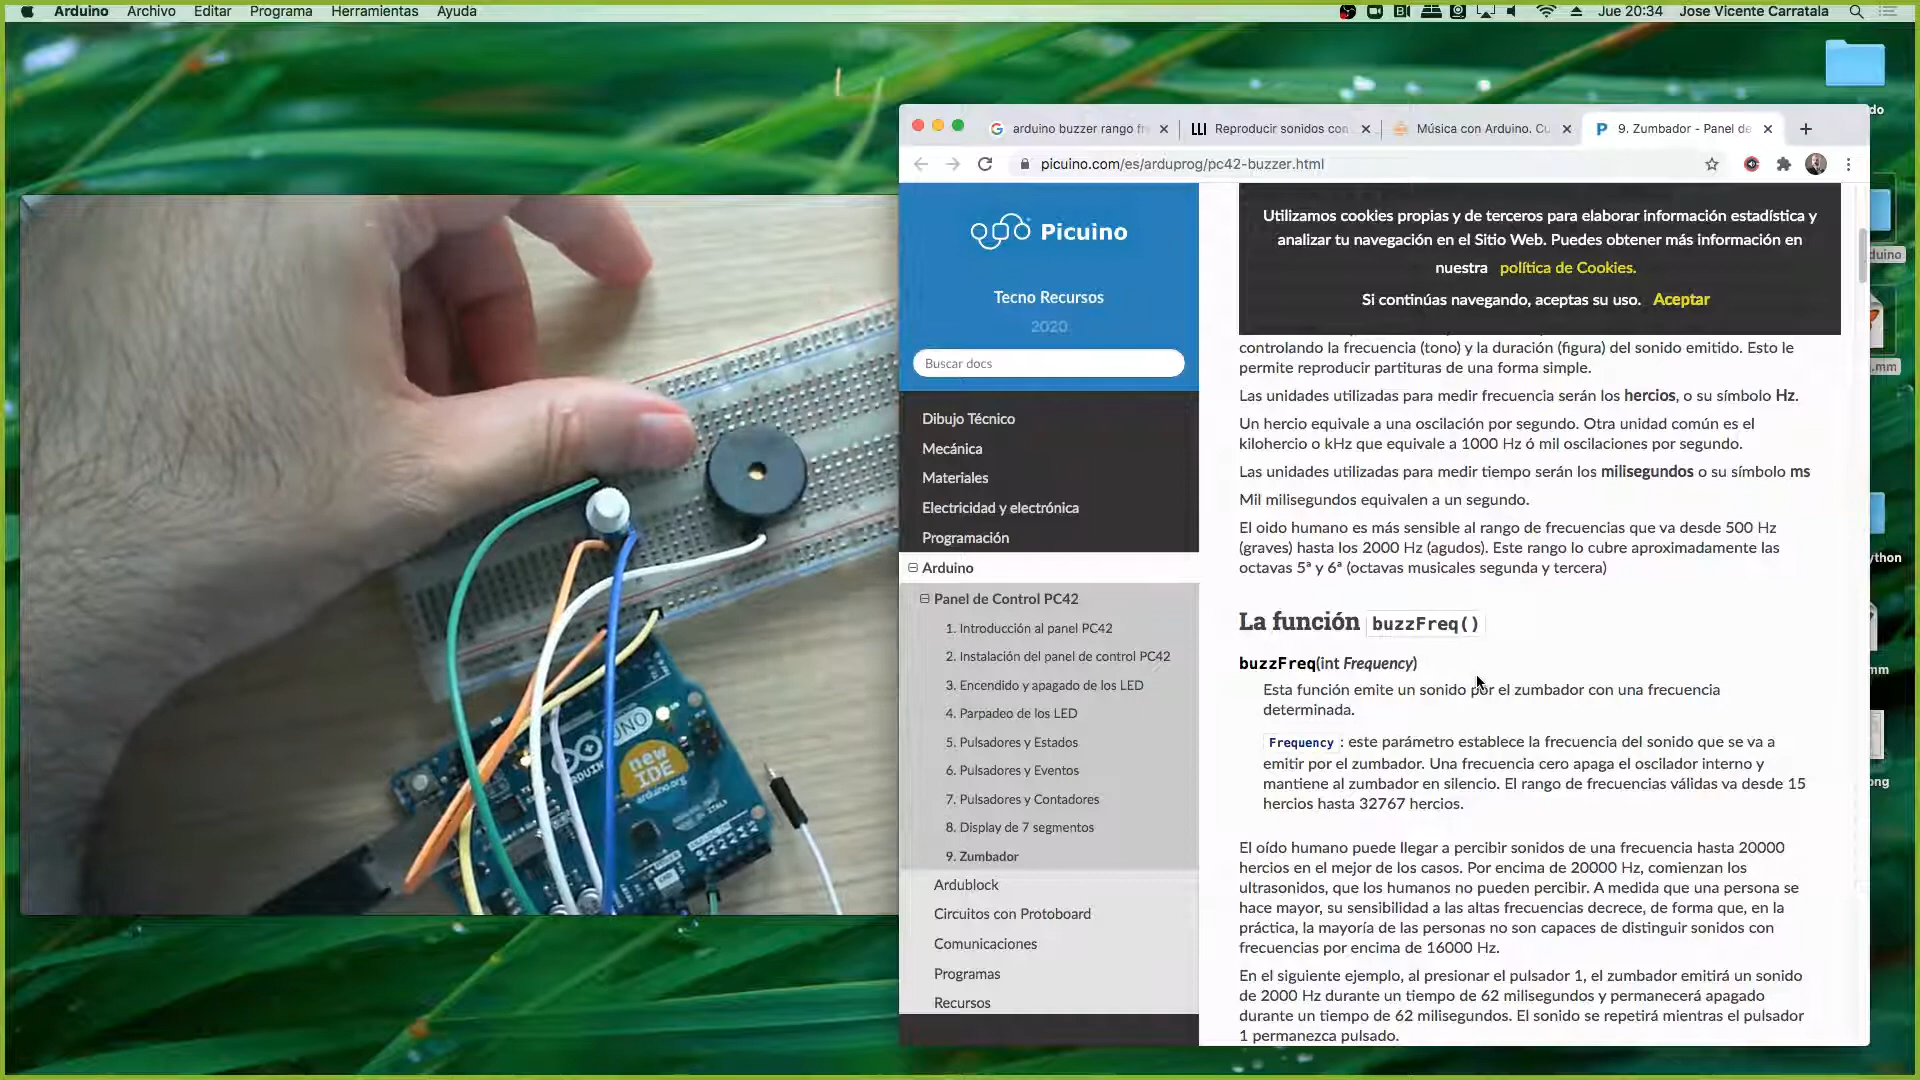 Arduino Archivo Editar Programa Herramientas Ayuda
Jue 20:34 Jose Vicente Carratala
arduino buzzer rango fr
Reproducir sonidos con
Música con Arduino. Cu
9. Zumbador - Panel de
picuino.com/es/arduprog/pc42-buzzer.html
Picuino
Tecno Recursos
2020
Buscar docs
Dibujo Técnico
Mecánica
Materiales
Electricidad y electrónica
Programación
Arduino
Panel de Control PC42
1. Introducción al panel PC42
2. Instalación del panel de control PC42
3. Encendido y apagado de los LED
4. Parpadeo de los LED
5. Pulsadores y Estados
6. Pulsadores y Eventos
7. Pulsadores y Contadores
8. Display de 7 segmentos
9. Zumbador
Ardublock
Circuitos con Protoboard
Comunicaciones
Programas
Recursos
Utilizamos cookies propias y de terceros para elaborar información estadística y
analizar tu navegación en el Sitio Web. Puedes obtener más información en
nuestra política de Cookies.
Si continúas navegando, aceptas su uso. Aceptar
controlando la frecuencia (tono) y la duración (figura) del sonido emitido. Esto le
permite reproducir partituras de una forma simple.
Las unidades utilizadas para medir frecuencia serán los hercios, o su símbolo Hz.
Un hercio equivale a una oscilación por segundo. Otra unidad común es el
kilohercio o kHz que equivale a 1000 Hz ó mil oscilaciones por segundo.
Las unidades utilizadas para medir tiempo serán los milisegundos o su símbolo ms
Mil milisegundos equivalen a un segundo.
El oido humano es más sensible al rango de frecuencias que va desde 500 Hz
(graves) hasta los 2000 Hz (agudos). Este rango lo cubre aproximadamente las
octavas 5ª y 6ª (octavas musicales segunda y tercera)
La función buzzFreq()
buzzFreq(int Frequency)
Esta función emite un sonido por el zumbador con una frecuencia
determinada.
Frequency : este parámetro establece la frecuencia del sonido que se va a
emitir por el zumbador. Una frecuencia cero apaga el oscilador interno y
mantiene al zumbador en silencio. El rango de frecuencias válidas va desde 15
hercios hasta 32767 hercios.
El oído humano puede llegar a percibir sonidos de una frecuencia hasta 20000
hercios en el mejor de los casos. Por encima de 20000 Hz, comienzan los
ultrasonidos, que los humanos no pueden percibir. A medida que una persona se
hace mayor, su sensibilidad a las altas frecuencias decrece, de forma que, en la
práctica, la mayoría de las personas no son capaces de distinguir sonidos con
frecuencias por encima de 16000 Hz.
En el siguiente ejemplo, al presionar el pulsador 1, el zumbador emitirá un sonido
de 2000 Hz durante un tiempo de 62 milisegundos y permanecerá apagado
durante un tiempo de 62 milisegundos. El sonido se repetirá mientras el pulsador
1 permanezca pulsado.
do
duino
.mm
ython
mm
png
UNO
ARDUINO
new
IDE
arduino.org